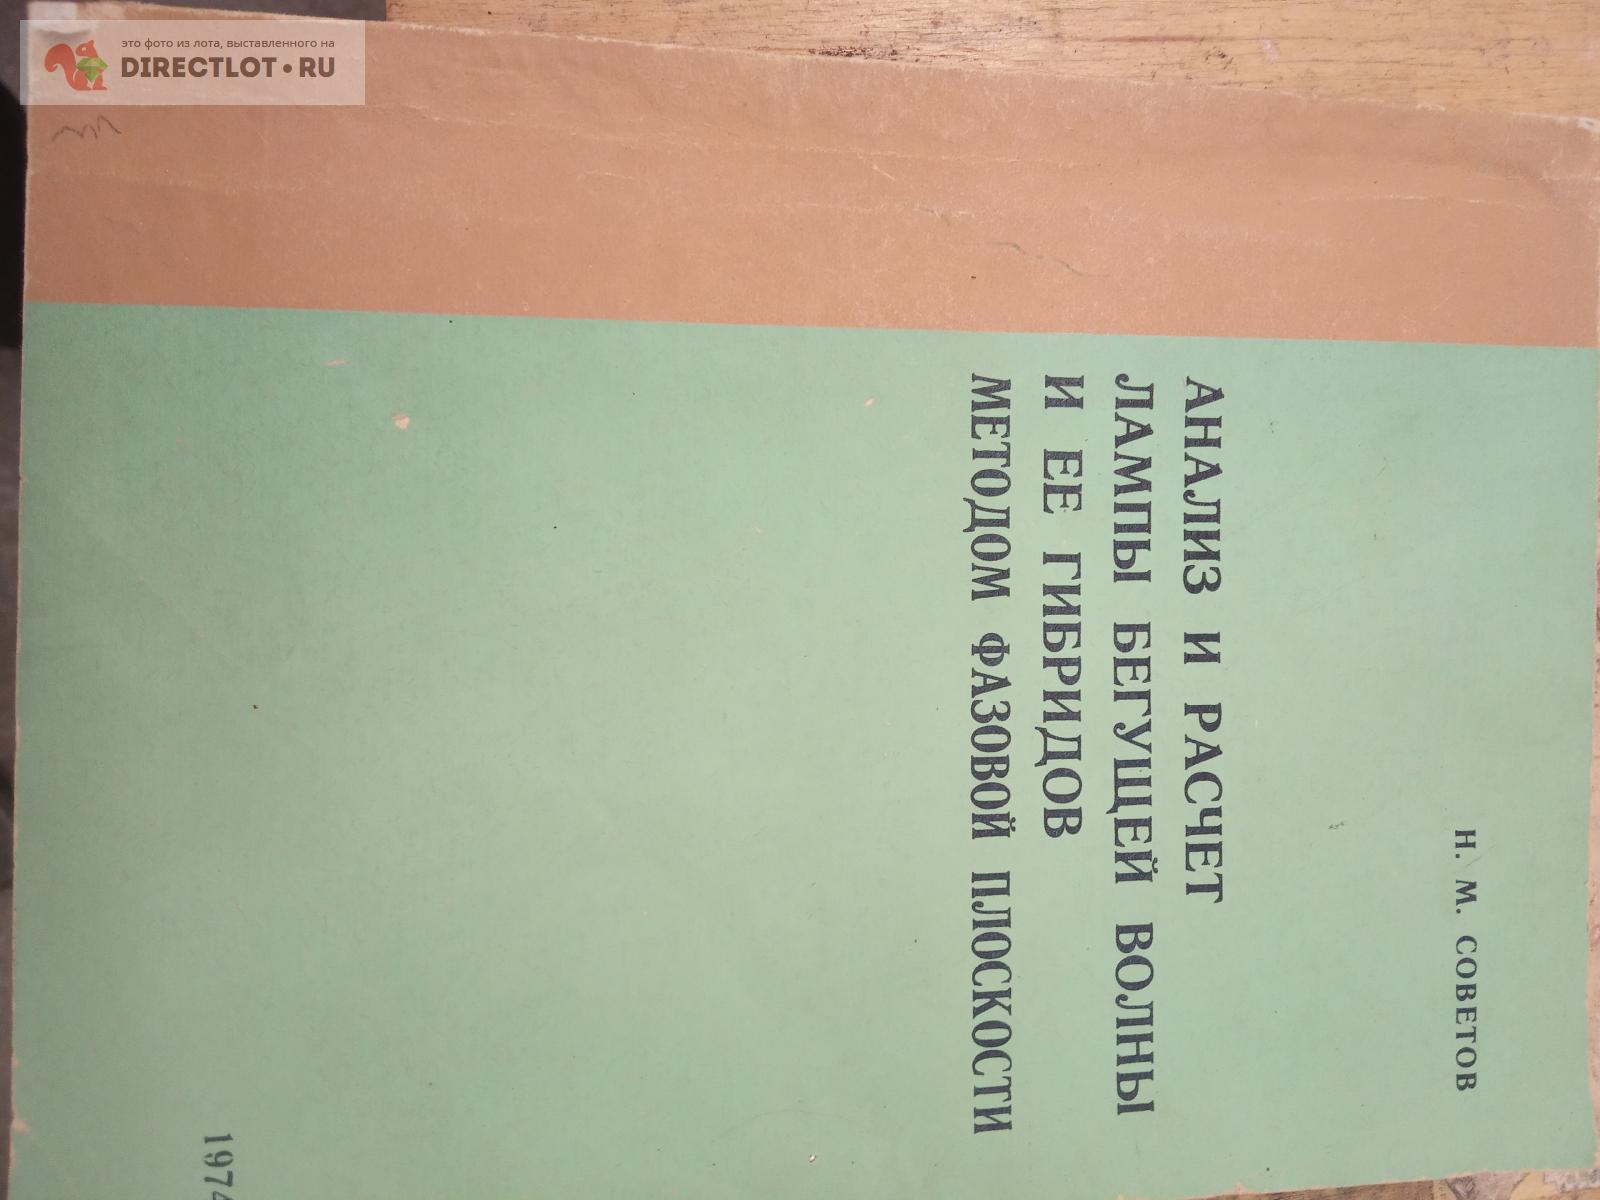 это фото из лота, выставленного на
DIRECTLOT•RU
Н. М. СОВЕТОВ
АНАЛИЗ И РАСЧЕТ
ЛАМПЫ БЕГУЩЕЙ ВОЛНЫ
И ЕЕ ГИБРИДОВ
МЕТОДОМ ФАЗОВОЙ ПЛОСКОСТИ
1974